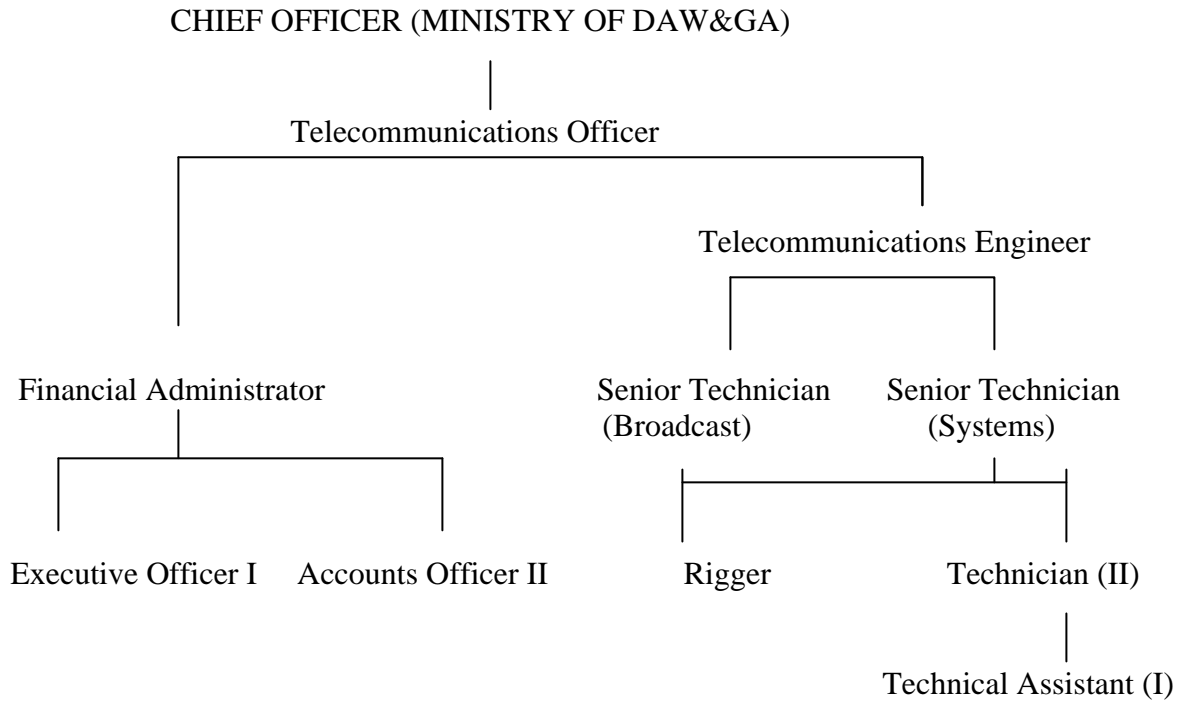 CHIEF OFFICER (MINISTRY OF DAW&GA)
Telecommunications Officer
Telecommunications Engineer
Financial Administrator
Senior Technician
(Broadcast)
Senior Technician
(Systems)
Executive Officer I
Accounts Officer II
Rigger
Technician (II)
Technical Assistant (I)